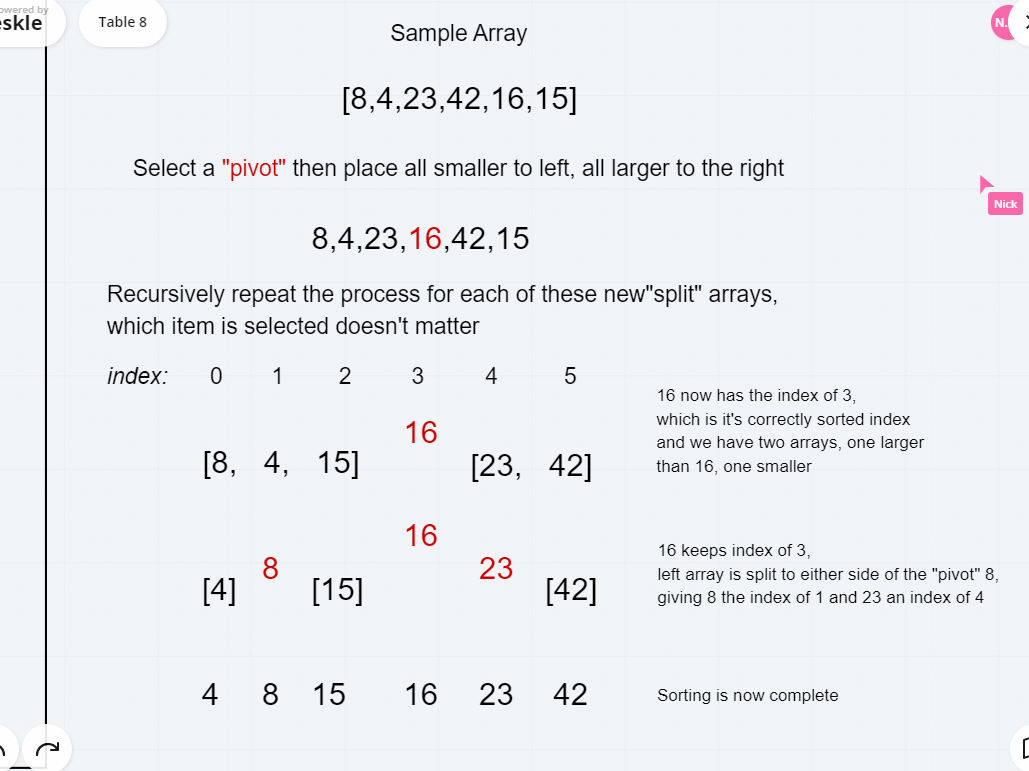 owered by
eskle
Table 8
Sample Array
N.
[8,4,23,42,16,15]
Select a "pivot" then place all smaller to left, all larger to the right
Nick
8,4,23,16,42,15
Recursively repeat the process for each of these new"split" arrays,
which item is selected doesn't matter
index: 0 1 2 3 4 5
16
[8, 4, 15] [23, 42]
16 now has the index of 3,
which is it's correctly sorted index
and we have two arrays, one larger
than 16, one smaller
16
8 23
[4] [15] [42]
16 keeps index of 3,
left array is split to either side of the "pivot" 8,
giving 8 the index of 1 and 23 an index of 4
4 8 15 16 23 42
Sorting is now complete